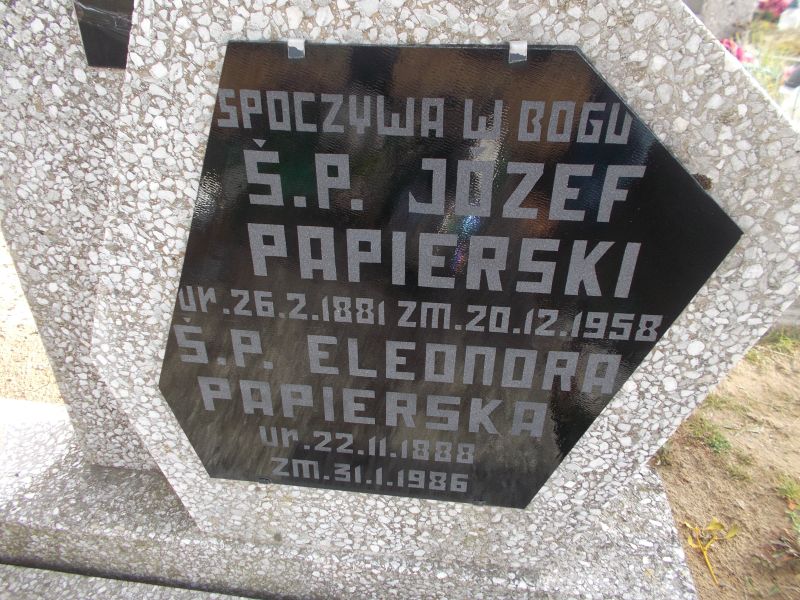 SPOCZYWA W BOGU
Ś.P. JÓZEF
PAPIERSKI
ur.26.2.1881 zm.20.12.1958
Ś.P. ELEONORA
PAPIERSKA
ur.22.11.1888
zm.31.1.1986